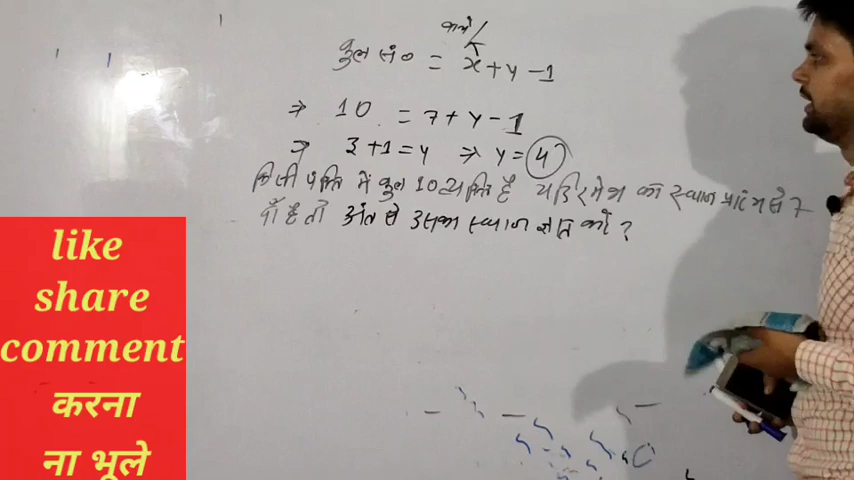 कुल सं० = x + y - 1
⇒ 10 = 7 + y - 1
⇒ 3 + 1 = y ⇒ y = 4
किसी पंक्ति में कुल 10 व्यक्ति हैं यदि रमेश का स्थान प्रारंभ से 7
वाँ है तो अंत से उसका स्थान ज्ञात करो ?
like
share
comment
करना
ना भूले